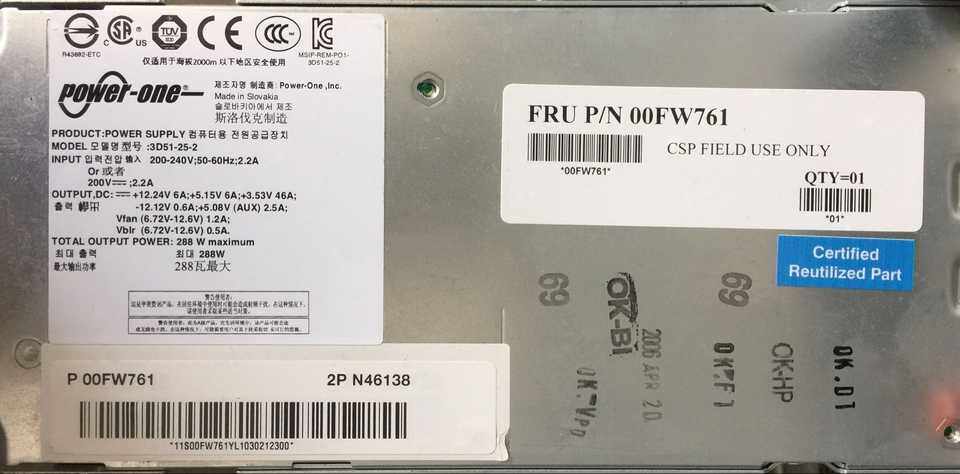 R43002-ETC
C US
MSIP-REM-PO1-
3D51-25-2
仅适用于海拔2000m 以下地区安全使用
power-one
제조자명 制造商: Power-One ,Inc.
Made in Slovakia
슬로바키아에서 제조
斯洛伐克制造
PRODUCT:POWER SUPPLY 컴퓨터용 전원공급장치
MODEL 모델명 型号 :3D51-25-2
INPUT 입력전압 输入 200-240V;50-60Hz;2.2A
Or 或者
200V ;2.2A
OUTPUT,DC: +12.24V 6A;+5.15V 6A;+3.53V 46A;
출력 -12.12V 0.6A;+5.08V (AUX) 2.5A;
Vfan (6.72V-12.6V) 1.2A;
Vblr (6.72V-12.6V) 0.5A.
TOTAL OUTPUT POWER: 288 W maximum
최대 출력 최대 288W
最大输出功率 288瓦最大
警告使用者:
FRU P/N 00FW761
*00FW761*
CSP FIELD USE ONLY
QTY=01
*01*
Certified
Reutilized Part
P 00FW761 2P N46138
*11S00FW761YL1030212300*
69
OK-BI
2006 APR 20
OK-VPD
69
OK-F1
OK-HP
OK.D1